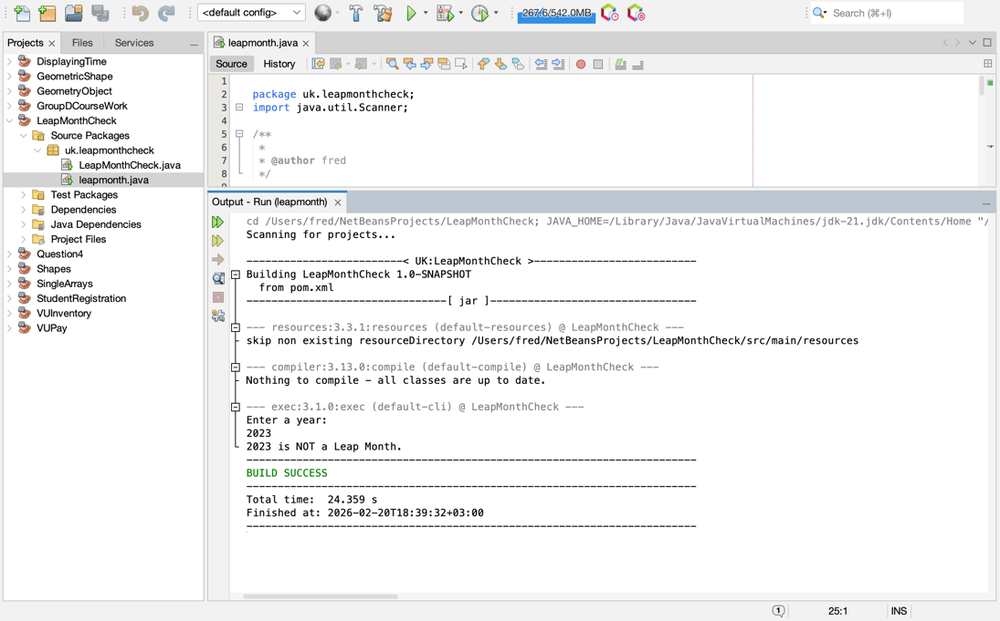 <default config>
267.6/542.0MB
Search (⌘+I)
Projects
Files
Services
DisplayingTime
GeometricShape
GeometryObject
GroupDCourseWork
LeapMonthCheck
Source Packages
uk.leapmonthcheck
LeapMonthCheck.java
leapmonth.java
Test Packages
Dependencies
Java Dependencies
Project Files
Question4
Shapes
SingleArrays
StudentRegistration
VUInventory
VUPay
leapmonth.java
Source
History
1
2 package uk.leapmonthcheck;
3 import java.util.Scanner;
4
5 /**
6 *
7 * @author fred
8 */
Output - Run (leapmonth)
cd /Users/fred/NetBeansProjects/LeapMonthCheck; JAVA_HOME=/Library/Java/JavaVirtualMachines/jdk-21.jdk/Contents/Home "/
Scanning for projects...
-------------------------< UK:LeapMonthCheck >--------------------------
Building LeapMonthCheck 1.0-SNAPSHOT
from pom.xml
--------------------------------[ jar ]---------------------------------
--- resources:3.3.1:resources (default-resources) @ LeapMonthCheck ---
skip non existing resourceDirectory /Users/fred/NetBeansProjects/LeapMonthCheck/src/main/resources
--- compiler:3.13.0:compile (default-compile) @ LeapMonthCheck ---
Nothing to compile - all classes are up to date.
--- exec:3.1.0:exec (default-cli) @ LeapMonthCheck ---
Enter a year:
2023
2023 is NOT a Leap Month.
------------------------------------------------------------------------
BUILD SUCCESS
------------------------------------------------------------------------
Total time:  24.359 s
Finished at: 2026-02-20T18:39:32+03:00
------------------------------------------------------------------------
1
25:1
INS